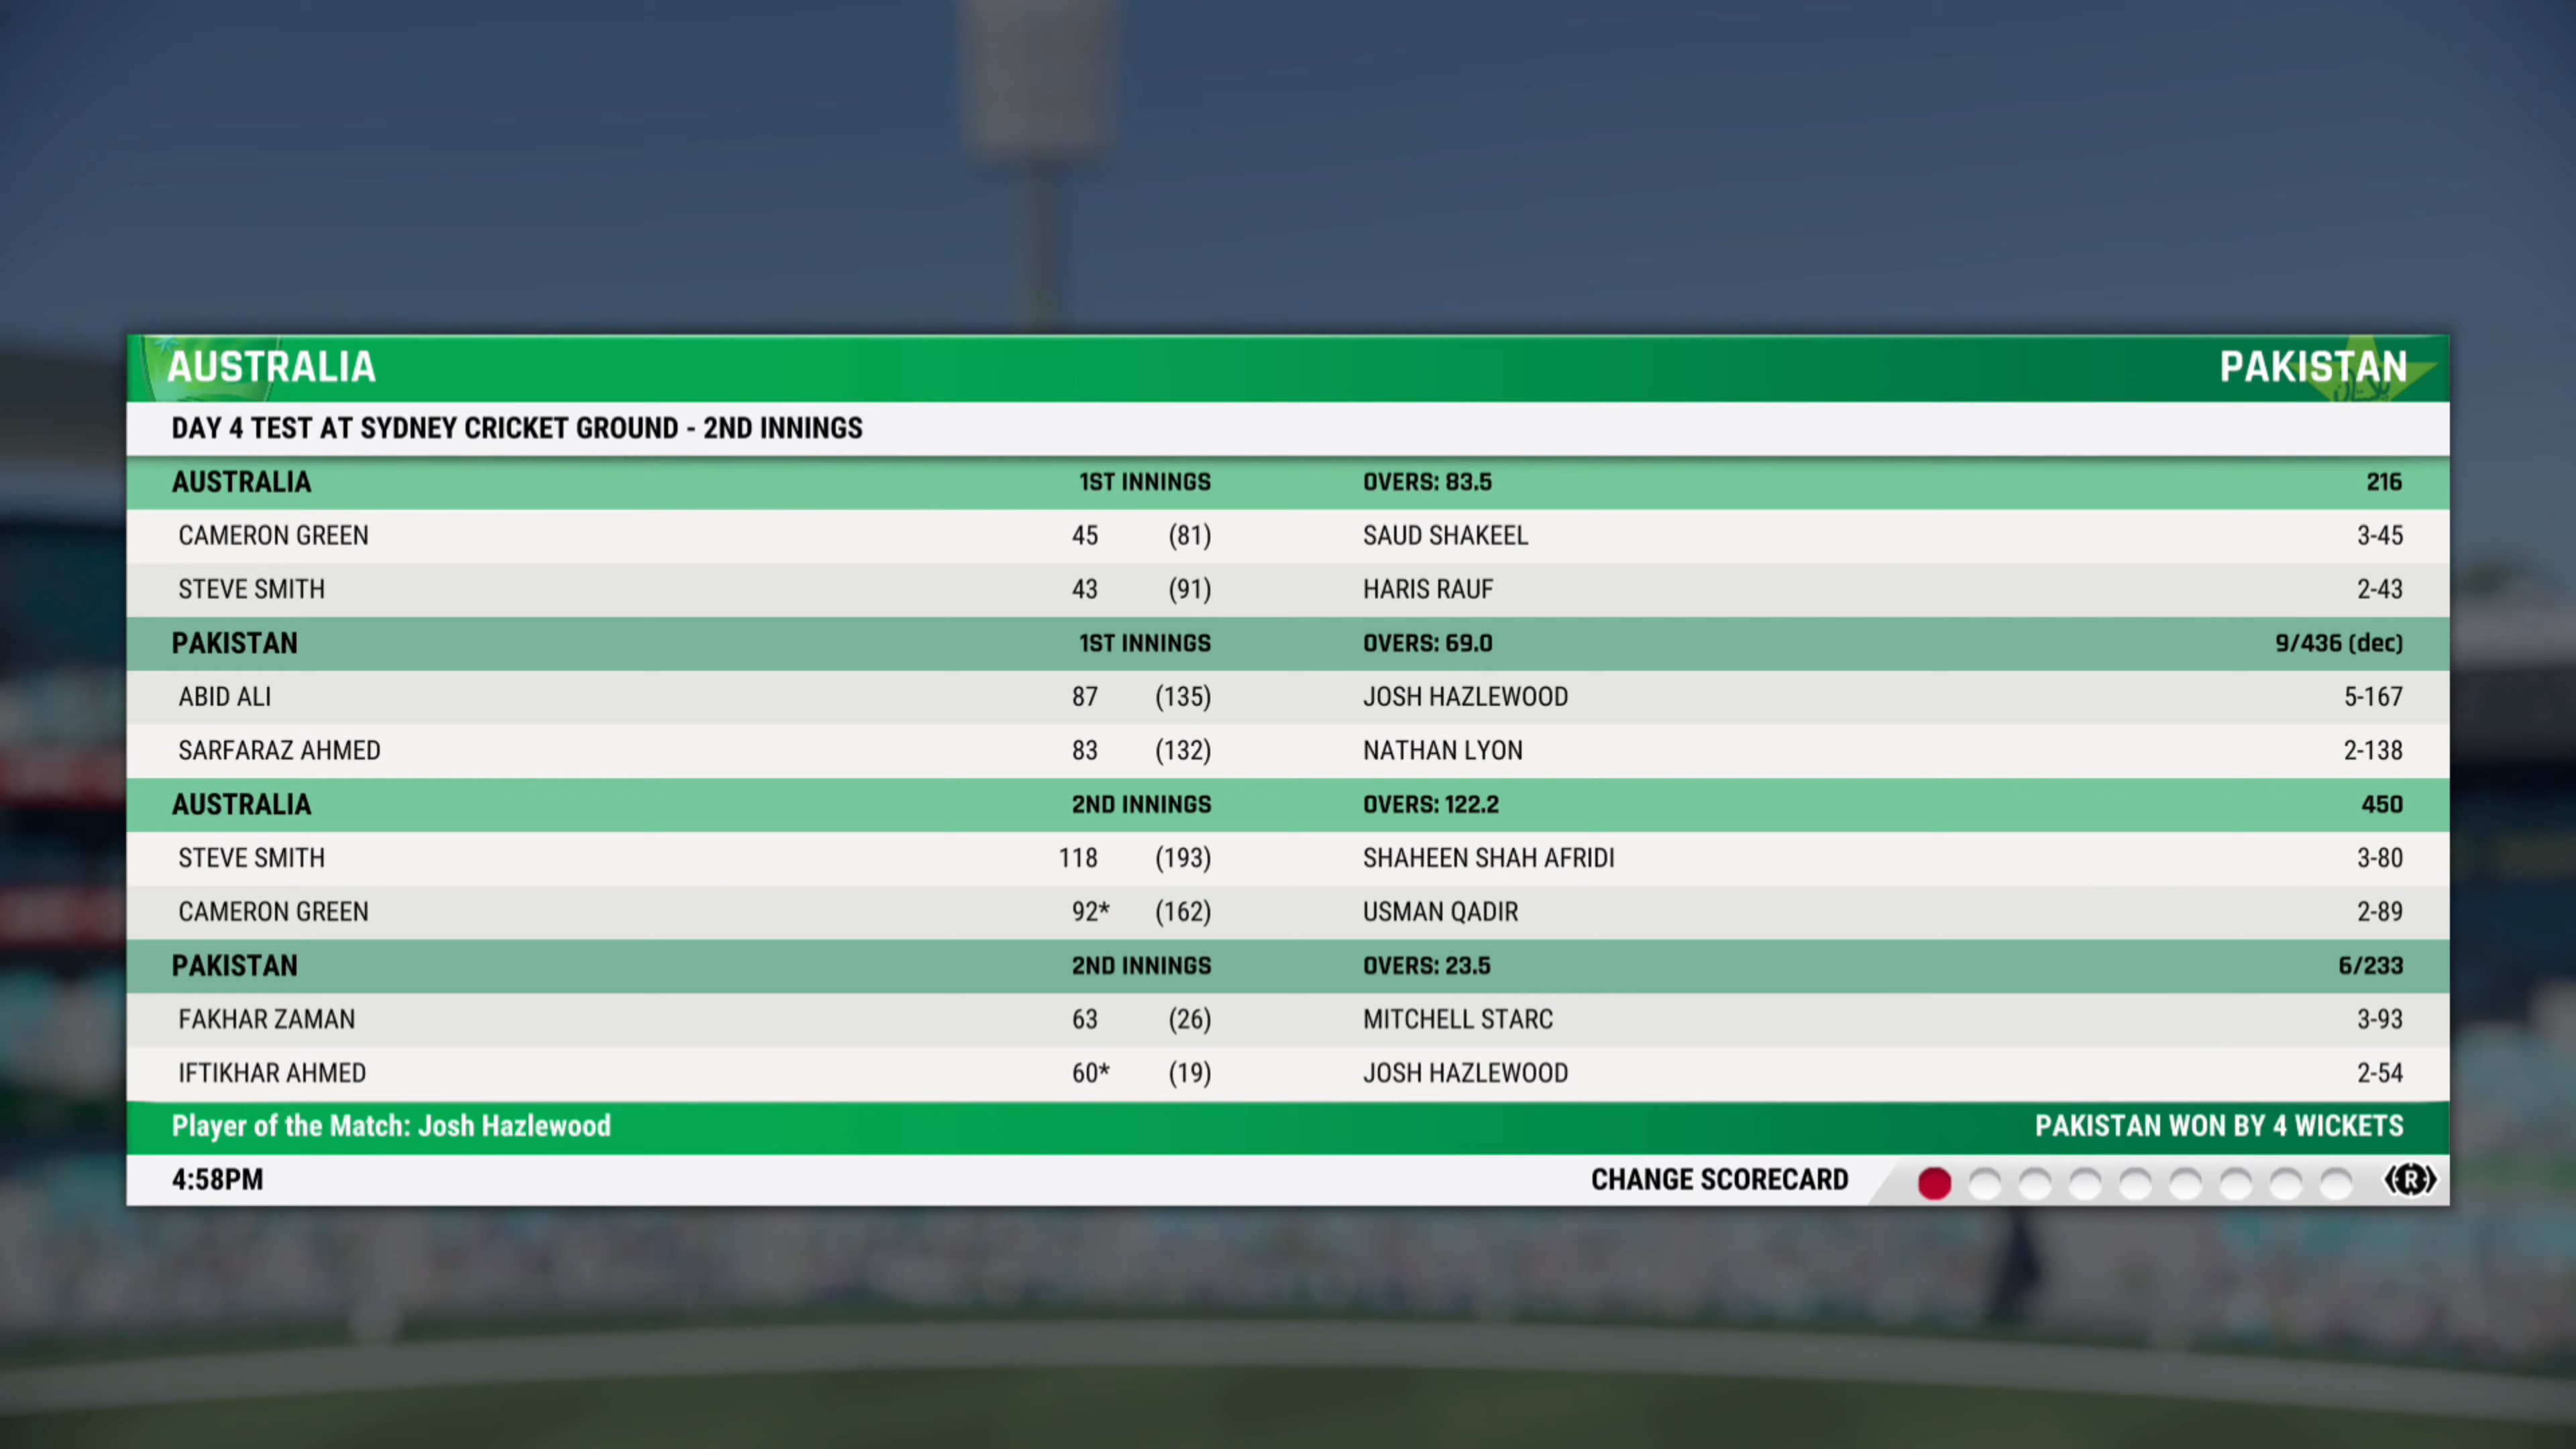 AUSTRALIA PAKISTAN
DAY 4 TEST AT SYDNEY CRICKET GROUND - 2ND INNINGS
AUSTRALIA 1ST INNINGS OVERS: 83.5 216
CAMERON GREEN 45 (81) SAUD SHAKEEL 3-45
STEVE SMITH 43 (91) HARIS RAUF 2-43
PAKISTAN 1ST INNINGS OVERS: 69.0 9/436 (dec)
ABID ALI 87 (135) JOSH HAZLEWOOD 5-167
SARFARAZ AHMED 83 (132) NATHAN LYON 2-138
AUSTRALIA 2ND INNINGS OVERS: 122.2 450
STEVE SMITH 118 (193) SHAHEEN SHAH AFRIDI 3-80
CAMERON GREEN 92* (162) USMAN QADIR 2-89
PAKISTAN 2ND INNINGS OVERS: 23.5 6/233
FAKHAR ZAMAN 63 (26) MITCHELL STARC 3-93
IFTIKHAR AHMED 60* (19) JOSH HAZLEWOOD 2-54
Player of the Match: Josh Hazlewood PAKISTAN WON BY 4 WICKETS
4:58PM CHANGE SCORECARD R